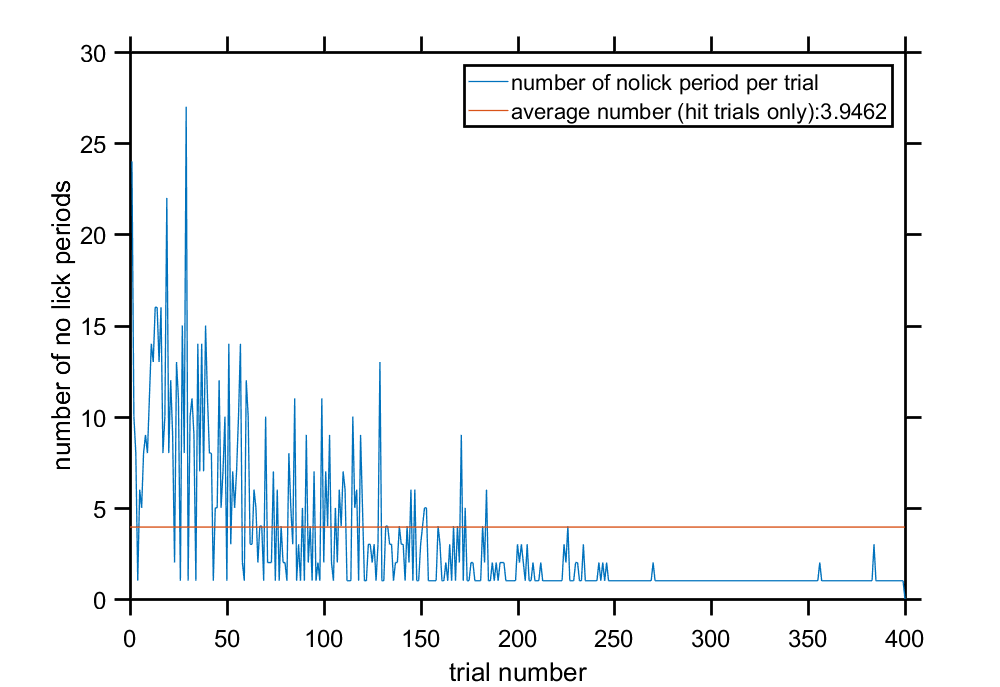 30
25
20
15
10
5
0
number of no lick periods
number of nolick period per trial
average number (hit trials only):3.9462
0 50 100 150 200 250 300 350 400
trial number